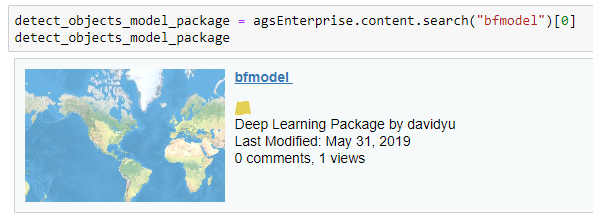 detect_objects_model_package = agsEnterprise.content.search("bfmodel")[0]
detect_objects_model_package
bfmodel
Deep Learning Package by davidyu
Last Modified: May 31, 2019
0 comments, 1 views